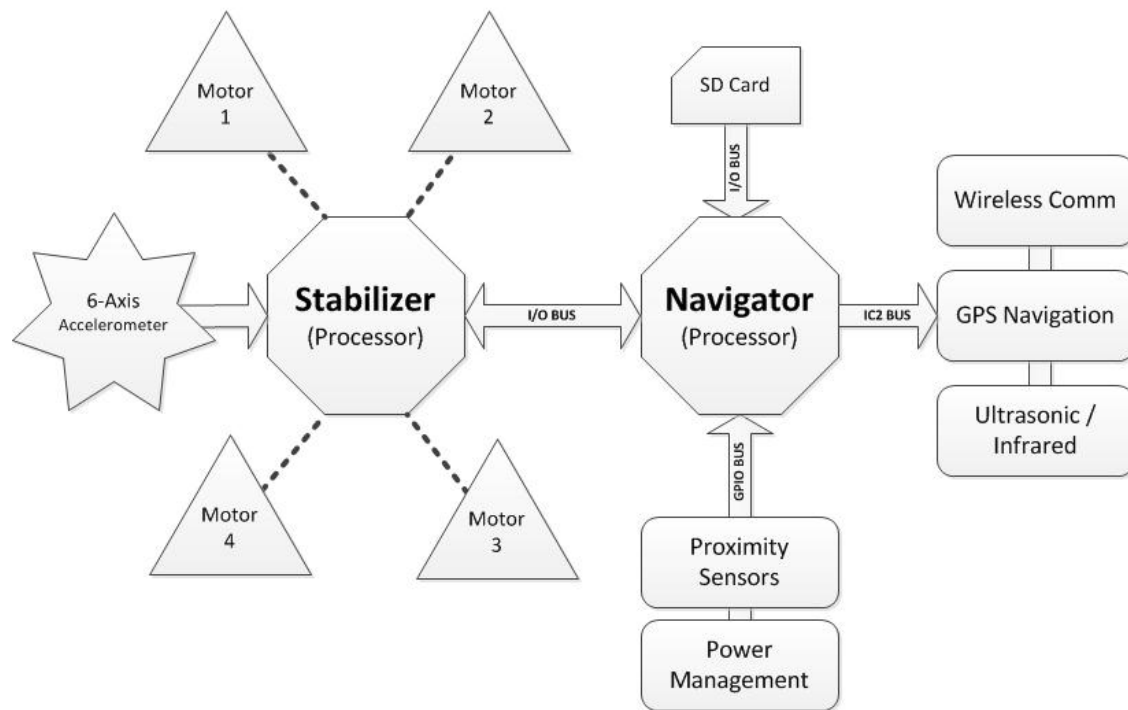 Motor
1
Motor
2
SD Card
I/O BUS
Wireless Comm
6-Axis
Accelerometer
Stabilizer
(Processor)
I/O BUS
Navigator
(Processor)
IC2 BUS
GPS Navigation
Ultrasonic /
Infrared
GPIO BUS
Motor
4
Motor
3
Proximity
Sensors
Power
Management